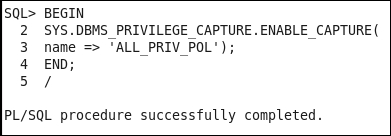 SQL> BEGIN
  2  SYS.DBMS_PRIVILEGE_CAPTURE.ENABLE_CAPTURE(
  3  name => 'ALL_PRIV_POL');
  4  END;
  5  /
PL/SQL procedure successfully completed.